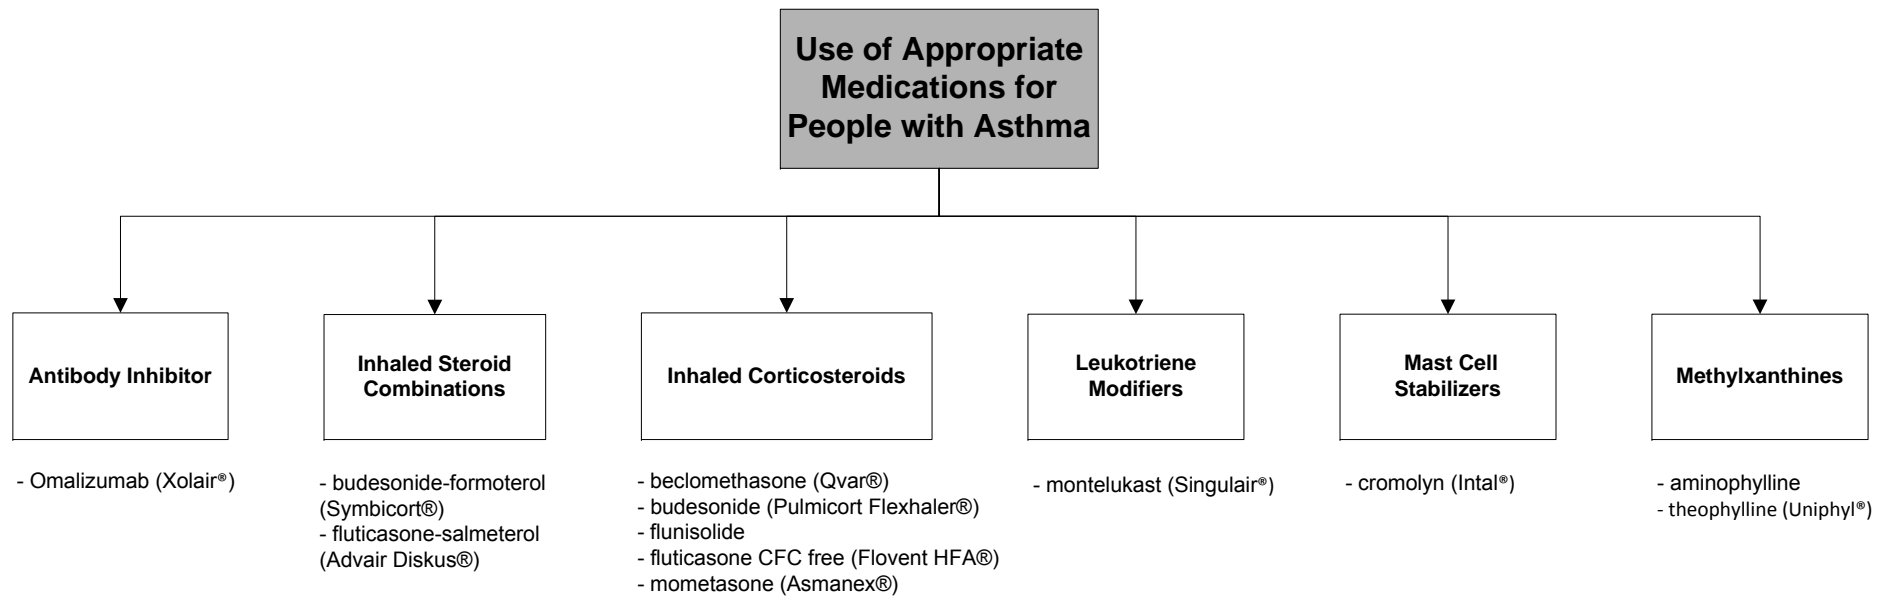 Use of Appropriate
Medications for
People with Asthma
Antibody Inhibitor
- Omalizumab (Xolair®)
Inhaled Steroid
Combinations
- budesonide-formoterol
(Symbicort®)
- fluticasone-salmeterol
(Advair Diskus®)
Inhaled Corticosteroids
- beclomethasone (Qvar®)
- budesonide (Pulmicort Flexhaler®)
- flunisolide
- fluticasone CFC free (Flovent HFA®)
- mometasone (Asmanex®)
Leukotriene
Modifiers
- montelukast (Singulair®)
Mast Cell
Stabilizers
- cromolyn (Intal®)
Methylxanthines
- aminophylline
- theophylline (Uniphyl®)